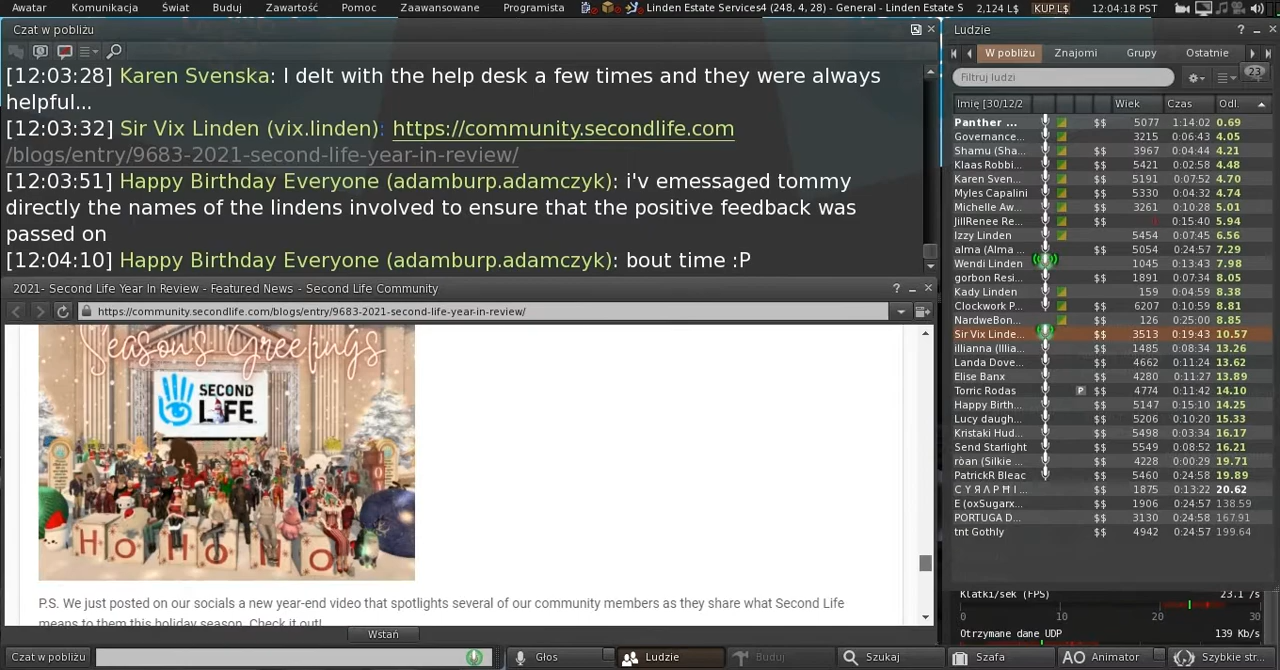 Awatar Komunikacja Świat Buduj Zawartość Pomoc Zaawansowane Programista Linden Estate Services4 (248, 4, 28) - General - Linden Estate S 2,124 L$ KUP L$ 12:04:18 PST
Czat w pobliżu
[12:03:28] Karen Svenska: I delt with the help desk a few times and they were always
helpful...
[12:03:32] Sir Vix Linden (vix.linden): https://community.secondlife.com
/blogs/entry/9683-2021-second-life-year-in-review/
[12:03:51] Happy Birthday Everyone (adamburp.adamczyk): i'v emessaged tommy
directly the names of the lindens involved to ensure that the positive feedback was
passed on
[12:04:10] Happy Birthday Everyone (adamburp.adamczyk): bout time :P
2021- Second Life Year In Review - Featured News - Second Life Community
https://community.secondlife.com/blogs/entry/9683-2021-second-life-year-in-review/
Season's Greetings
SECOND
LIFE
HO HO HO
P.S. We just posted on our socials a new year-end video that spotlights several of our community members as they share what Second Life
means to them this holiday season. Check it out!
Wstań
Ludzie
W pobliżu Znajomi Grupy Ostatnie
Filtruj ludzi
23
Imię [30/12/2 Wiek Czas Odl.
Panther ... $$ 5077 1:14:02 0.69
Governance... 3215 0:06:43 4.05
Shamu (Sha... $$ 3967 0:04:44 4.21
Klaas Robbi... $$ 5421 0:02:58 4.48
Karen Sven... $$ 5191 0:07:52 4.70
Myles Capalini $$ 5330 0:04:32 4.74
Michelle Aw... $$ 3261 0:10:28 5.01
JillRenee Re... $$ 0:15:40 5.94
Izzy Linden 5454 0:07:45 6.56
alma (Alma ... $$ 5054 0:24:57 7.29
Wendi Linden 1045 0:13:43 7.98
gorbon Resi... $$ 1891 0:07:34 8.05
Kady Linden 159 0:04:59 8.38
Clockwork P... $$ 6207 0:10:59 8.81
NardweBon... $$ 126 0:25:00 8.85
Sir Vix Linde... $$ 3513 0:19:43 10.57
illianna (Illia... $$ 1485 0:08:34 13.26
Landa Dove... $$ 4662 0:11:24 13.62
Elise Banx $$ 4280 0:11:27 13.89
Torric Rodas P $$ 4774 0:11:42 14.10
Happy Birth... $$ 5147 0:15:10 14.25
Lucy daugh... $$ 5206 0:10:20 15.33
Kristaki Hud... $$ 5498 0:03:34 16.17
Send Starlight $$ 5549 0:08:52 16.21
ròan (Silkie ... $$ 4228 0:00:29 19.71
PatrickR Bleac $$ 5460 0:24:58 19.89
$$ 1875 0:13:22 20.62
E (oxSugarx... $$ 1906 0:24:57 138.59
PORTUGA D... $$ 3130 0:24:58 167.91
tnt Gothly $$ 4942 0:24:57 199.64
Klatki/sek (FPS) 23.1 /s
0 10 20 30
Otrzymane dane UDP 139 Kb/s
Czat w pobliżu Głos Ludzie Buduj Szukaj Szafa AO Animator Szybkie str...